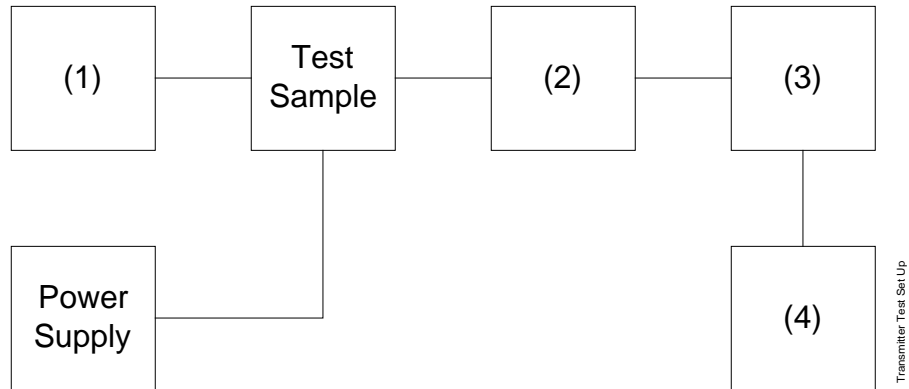 (1)
Test
Sample
(2)
(3)
Power
Supply
(4)
Transmitter Test Set Up